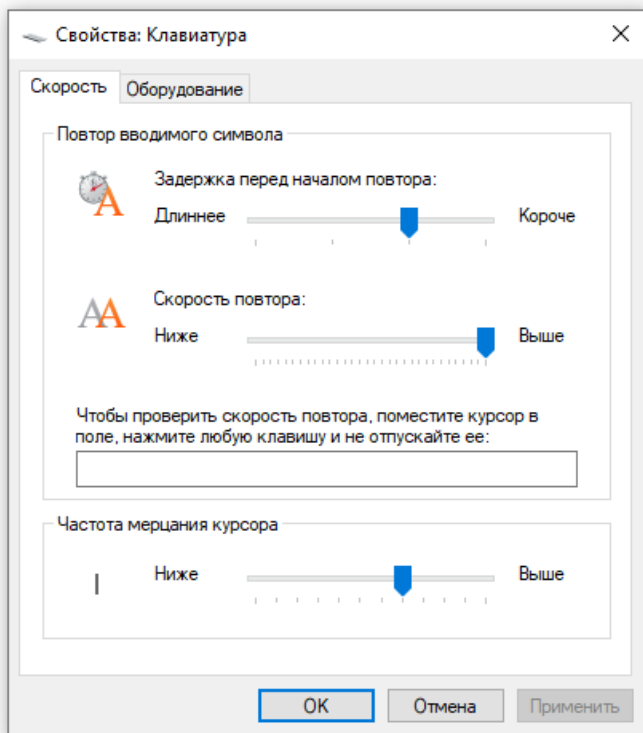 Свойства: Клавиатура
Скорость
Оборудование
Повтор вводимого символа
Задержка перед началом повтора:
Длиннее
Короче
Скорость повтора:
Ниже
Выше
Чтобы проверить скорость повтора, поместите курсор в
поле, нажмите любую клавишу и не отпускайте ее:
Частота мерцания курсора
Ниже
Выше
OK
Отмена
Применить